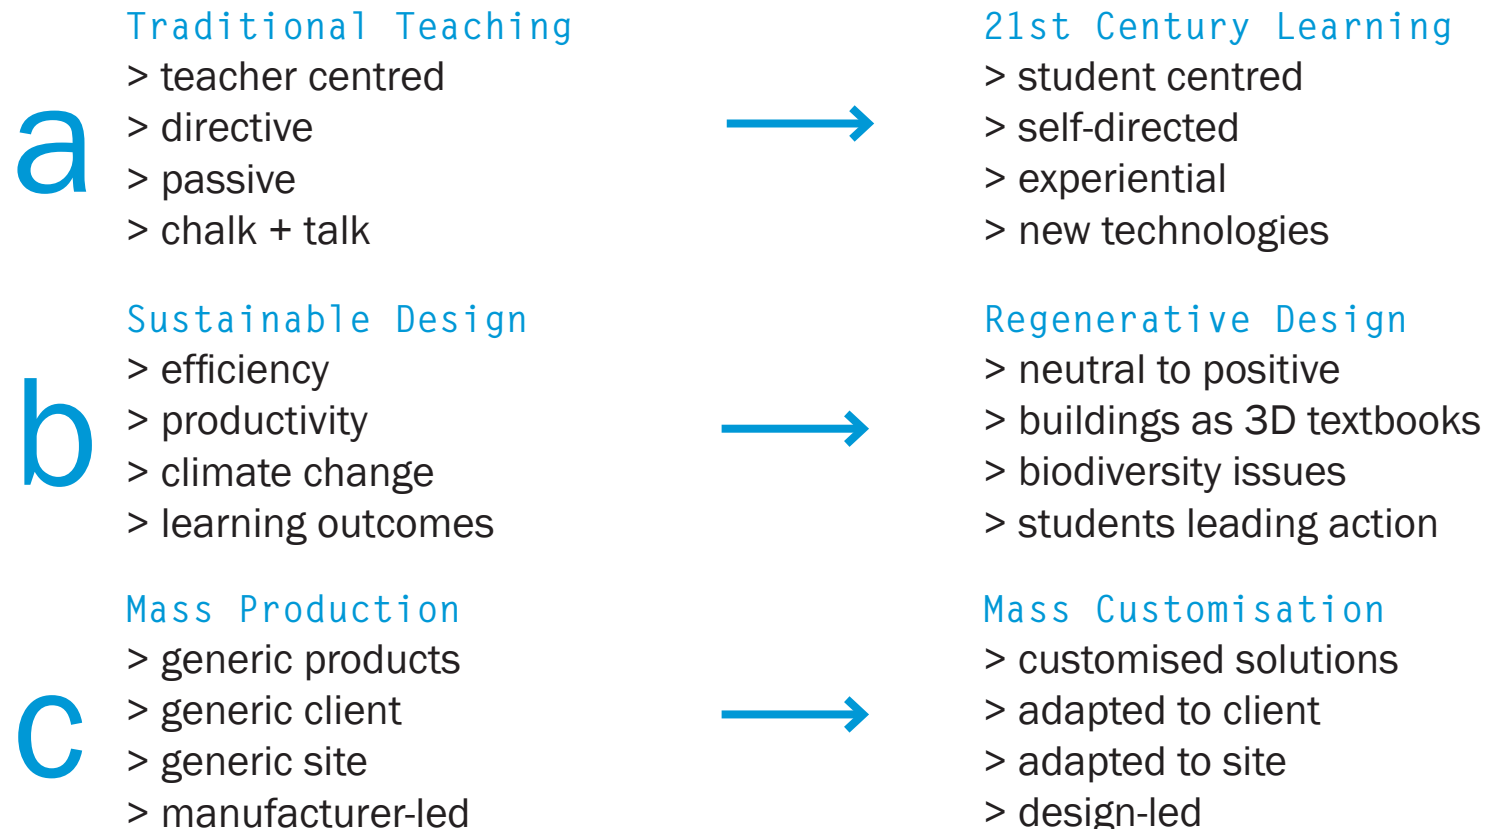 a
Traditional Teaching
> teacher centred
> directive
> passive
> chalk + talk
21st Century Learning
> student centred
> self-directed
> experiential
> new technologies
b
Sustainable Design
> efficiency
> productivity
> climate change
> learning outcomes
Regenerative Design
> neutral to positive
> buildings as 3D textbooks
> biodiversity issues
> students leading action
c
Mass Production
> generic products
> generic client
> generic site
> manufacturer-led
Mass Customisation
> customised solutions
> adapted to client
> adapted to site
> design-led